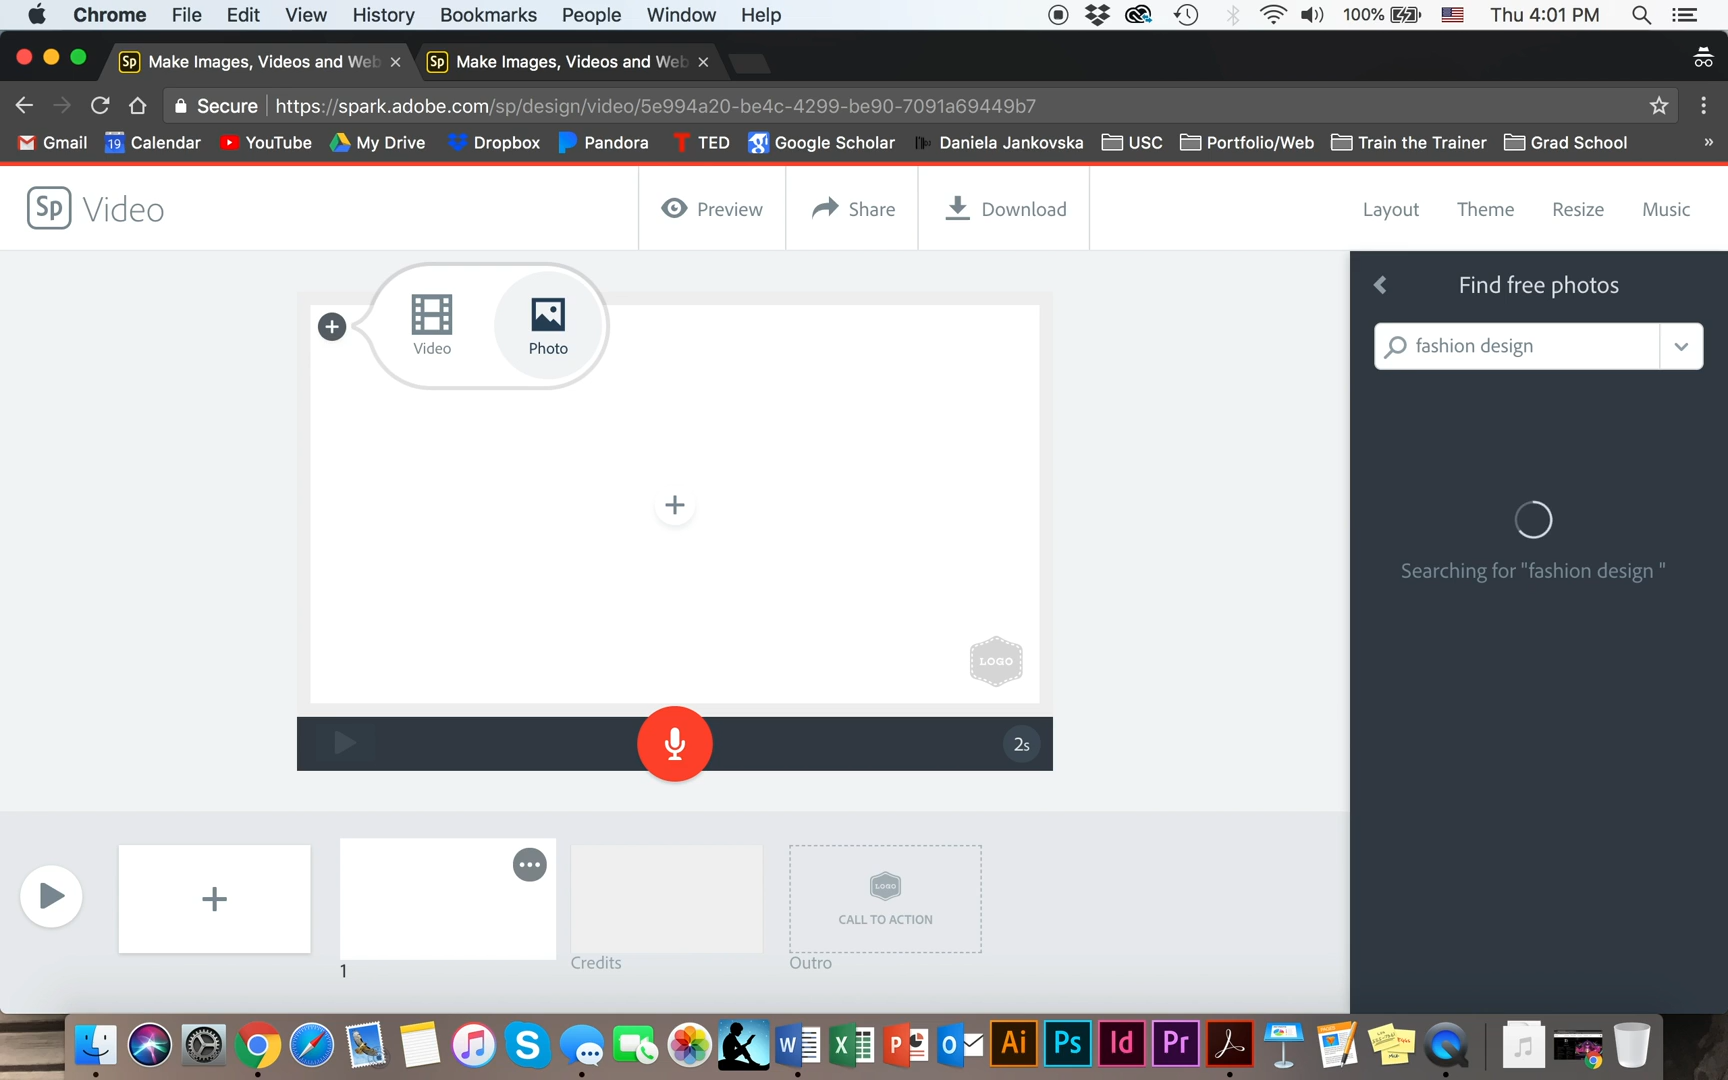 Chrome File Edit View History Bookmarks People Window Help 100% Thu 4:01 PM
Sp Make Images, Videos and Web Sp Make Images, Videos and Web
Secure https://spark.adobe.com/sp/design/video/5e994a20-be4c-4299-be90-7091a69449b7
Gmail 19 Calendar YouTube My Drive Dropbox Pandora TED Google Scholar Daniela Jankovska USC Portfolio/Web Train the Trainer Grad School »
Sp Video Preview Share Download Layout Theme Resize Music
Find free photos
fashion design
Video Photo
Searching for "fashion design "
LOGO
2s
LOGO
CALL TO ACTION
1 Credits Outro
Ai Ps Id Pr